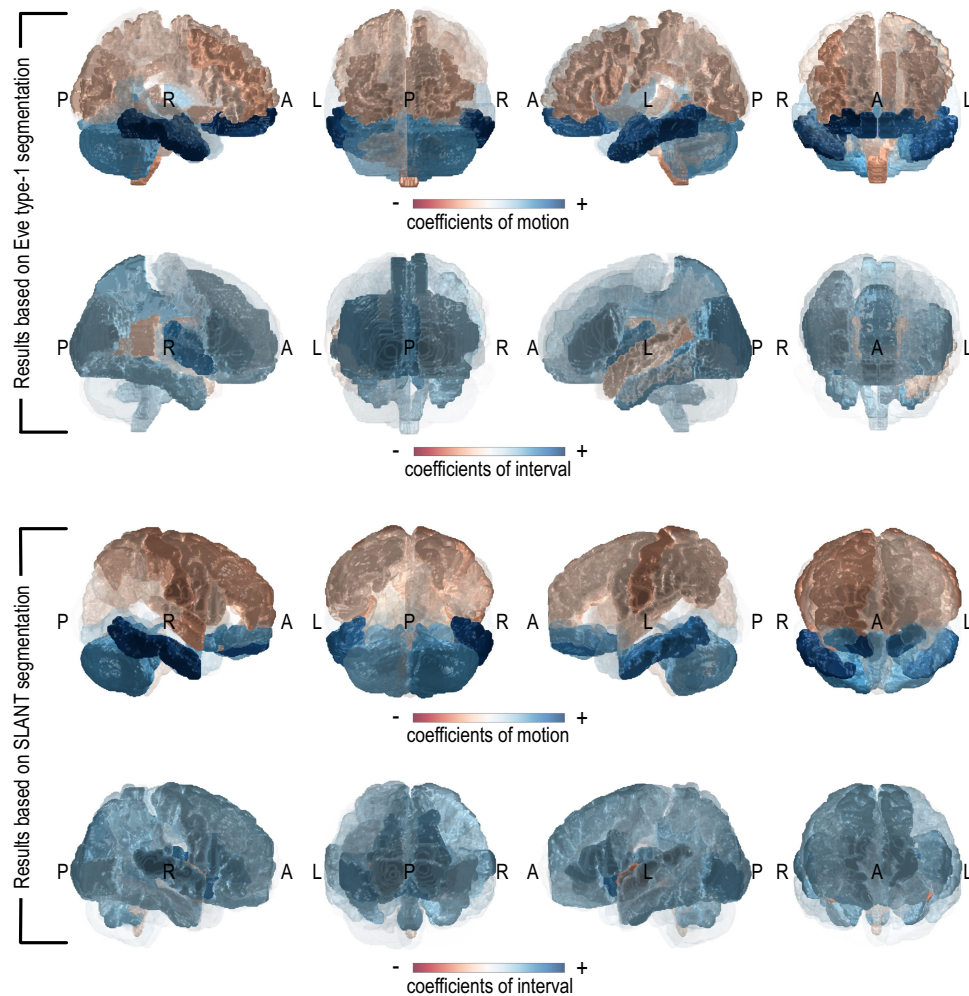 Results based on Eve type-1 segmentation
P R A L P R A L P R A L
- +
coefficients of motion
P R A L P R A L P R A L
- +
coefficients of interval
Results based on SLANT segmentation
P R A L P R A L P R A L
- +
coefficients of motion
P R A L P R A L P R A L
- +
coefficients of interval